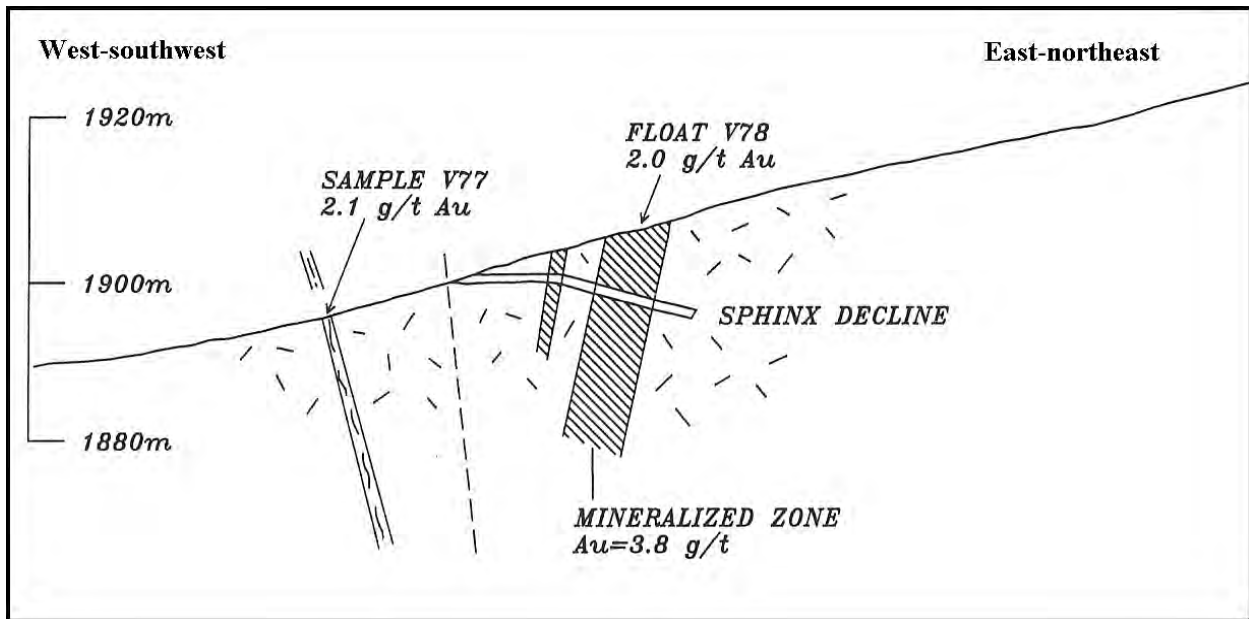 West-southwest
East-northeast
1920m
FLOAT V78
2.0 g/t Au
SAMPLE V77
2.1 g/t Au
1900m
SPHINX DECLINE
1880m
MINERALIZED ZONE
Au=3.8 g/t